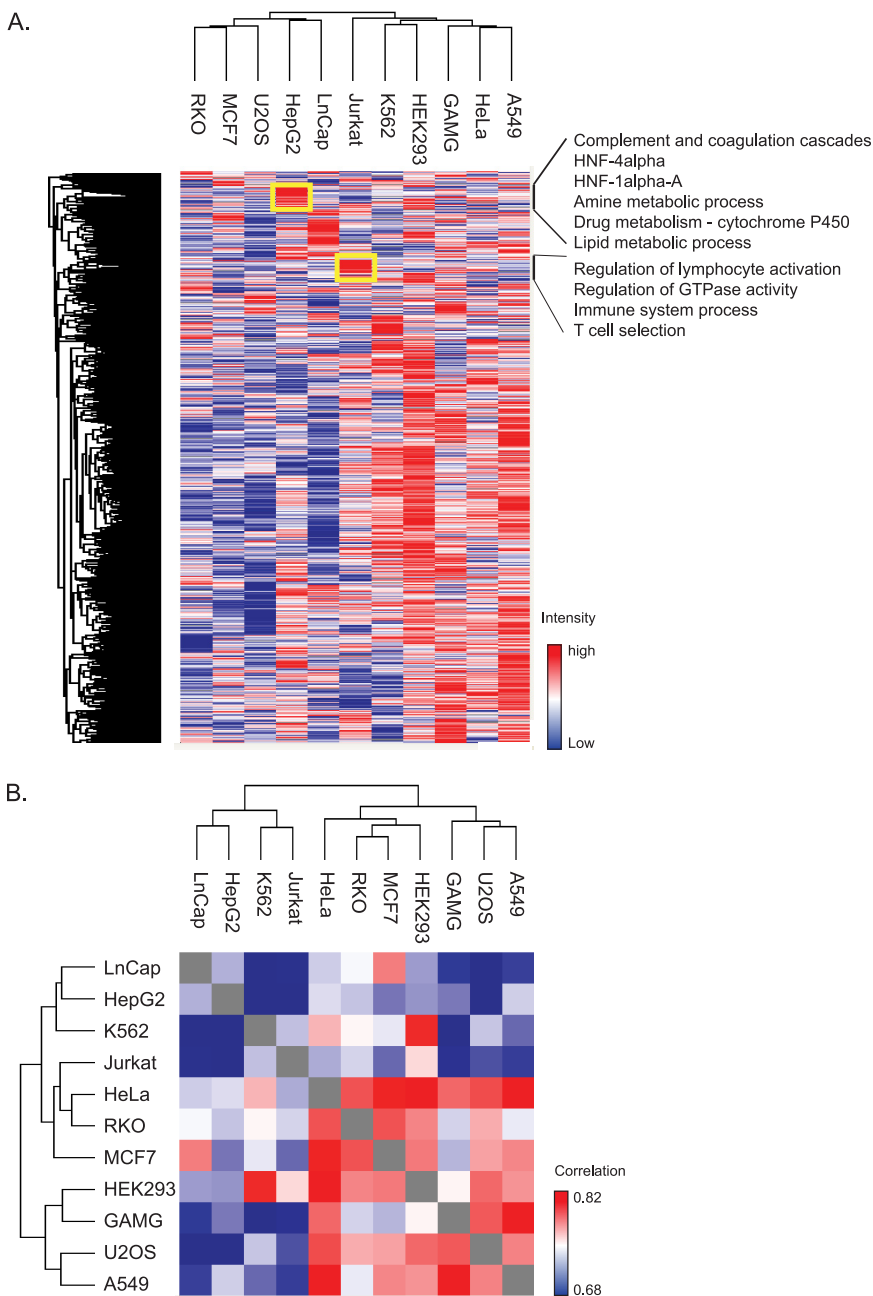 A.
RKO
MCF7
U2OS
HepG2
LnCap
Jurkat
K562
HEK293
GAMG
HeLa
A549
Complement and coagulation cascades
HNF-4alpha
HNF-1alpha-A
Amine metabolic process
Drug metabolism - cytochrome P450
Lipid metabolic process
Regulation of lymphocyte activation
Regulation of GTPase activity
Immune system process
T cell selection
Intensity
high
Low
B.
LnCap
HepG2
K562
Jurkat
HeLa
RKO
MCF7
HEK293
GAMG
U2OS
A549
LnCap
HepG2
K562
Jurkat
HeLa
RKO
MCF7
HEK293
GAMG
U2OS
A549
Correlation
0.82
0.68